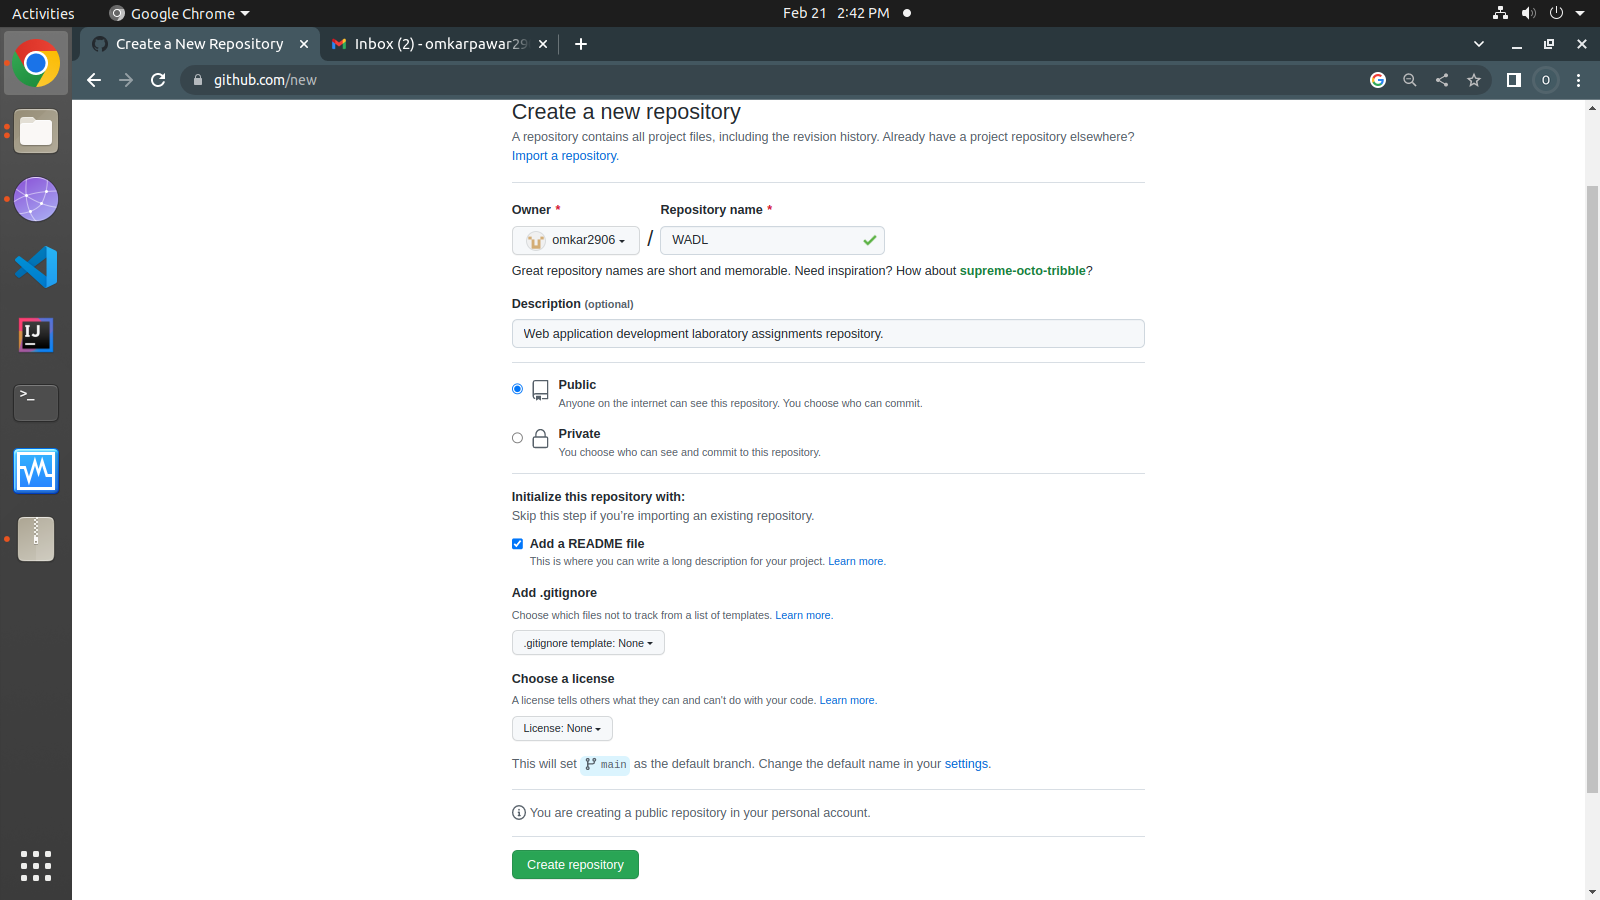 Activities
Google Chrome
Feb 21 2:42 PM
Create a New Repository
Inbox (2) - omkarpawar29
github.com/new
O
Create a new repository
A repository contains all project files, including the revision history. Already have a project repository elsewhere?
Import a repository.
Owner * Repository name *
omkar2906 / WADL
Great repository names are short and memorable. Need inspiration? How about supreme-octo-tribble?
Description (optional)
Web application development laboratory assignments repository.
Public
Anyone on the internet can see this repository. You choose who can commit.
Private
You choose who can see and commit to this repository.
Initialize this repository with:
Skip this step if you’re importing an existing repository.
Add a README file
This is where you can write a long description for your project. Learn more.
Add .gitignore
Choose which files not to track from a list of templates. Learn more.
.gitignore template: None
Choose a license
A license tells others what they can and can't do with your code. Learn more.
License: None
This will set main as the default branch. Change the default name in your settings.
You are creating a public repository in your personal account.
Create repository
IJ
>_